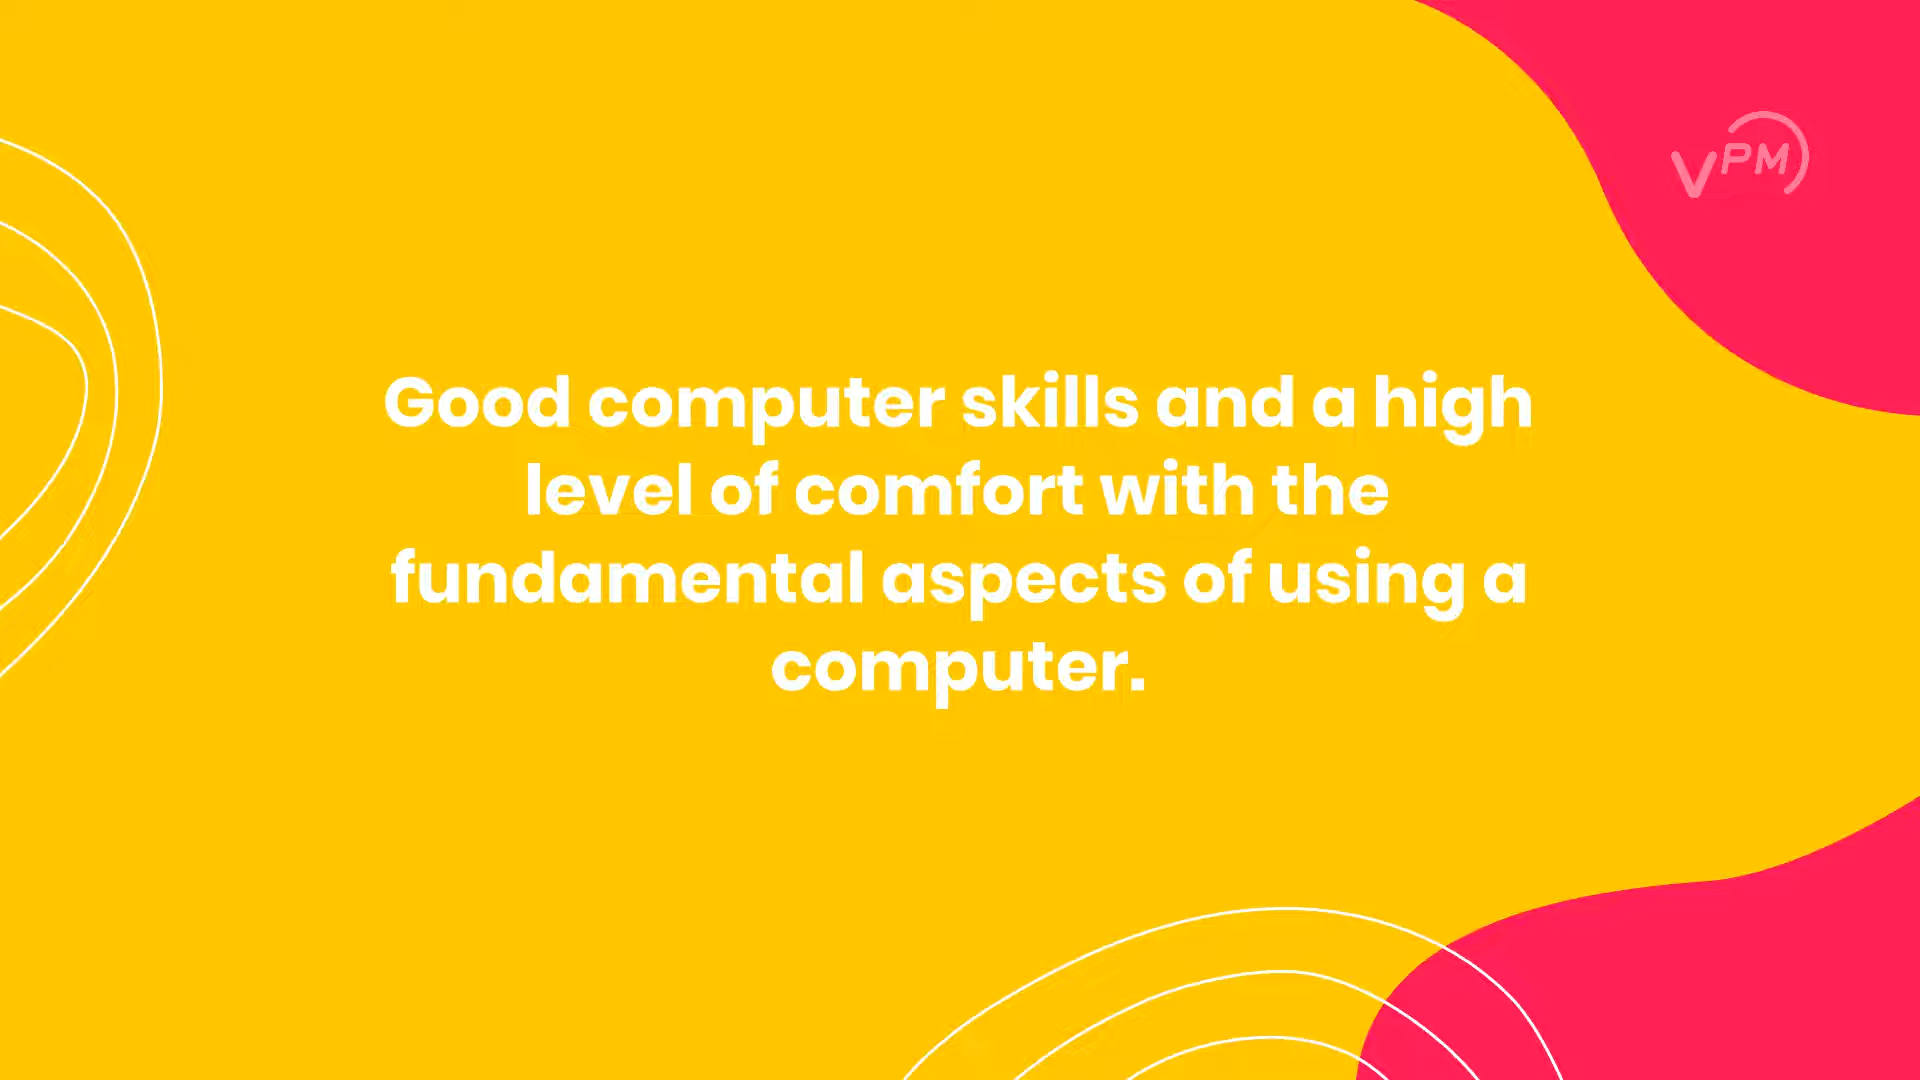 VPM
Good computer skills and a high
level of comfort with the
fundamental aspects of using a
computer.